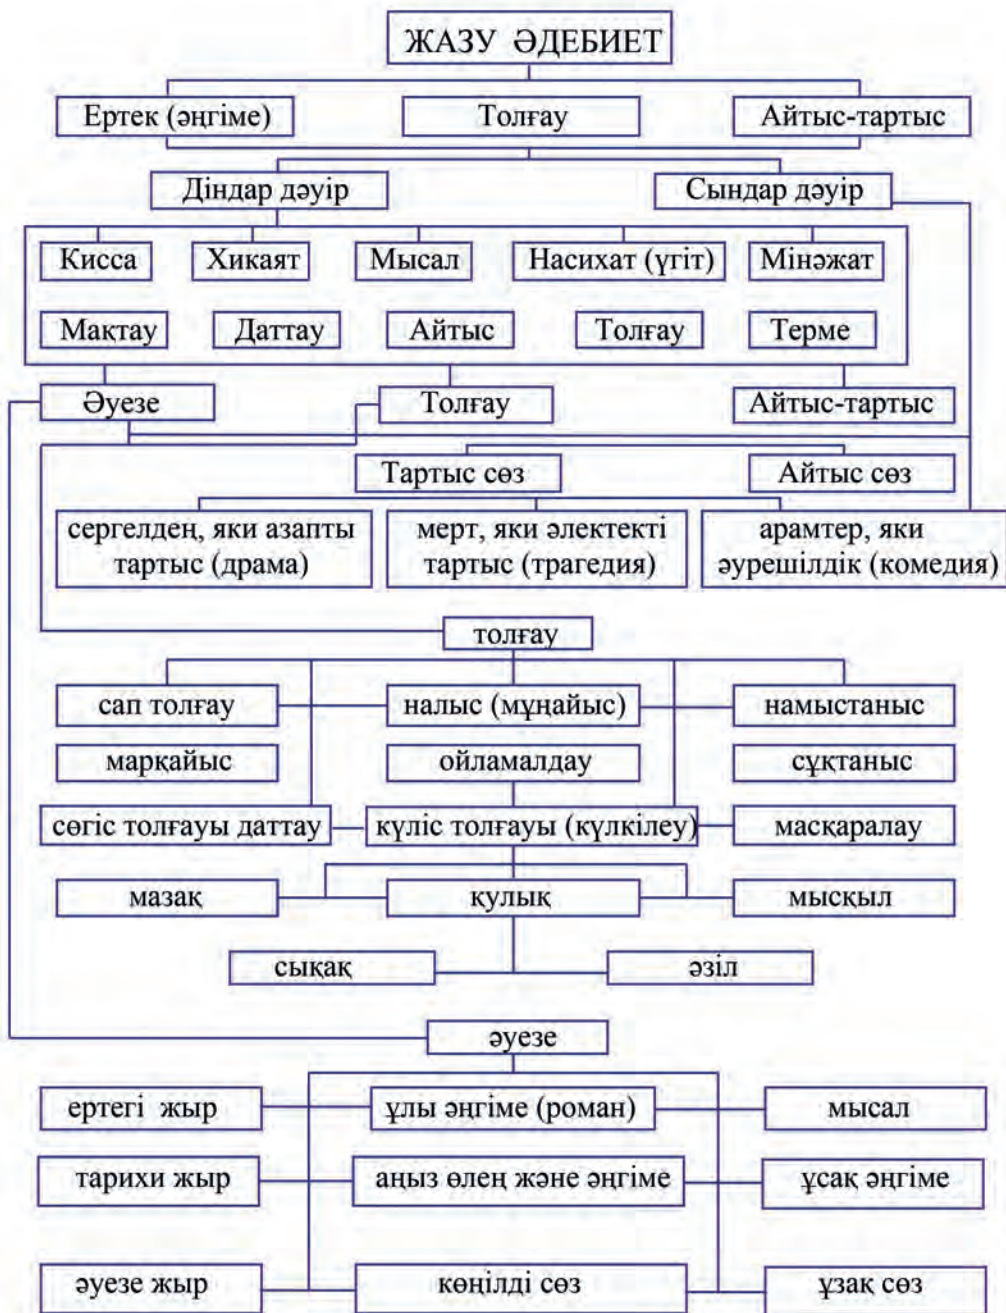 ЖАЗУ ӘДЕБИЕТ
Ертек (әңгіме)
Толғау
Айтыс-тартыс
Діндар дәуір
Сындар дәуір
Кисса
Хикаят
Мысал
Насихат (үгіт)
Мінәжат
Мақтау
Даттау
Айтыс
Толғау
Терме
Әуезе
Толғау
Айтыс-тартыс
Тартыс сөз
Айтыс сөз
сергелдең, яки азапты
тартыс (драма)
мерт, яки әлектекті
тартыс (трагедия)
арамтер, яки
әурешілдік (комедия)
толғау
сап толғау
налыс (мұңайыс)
намыстаныс
марқайыс
ойламалдау
сұқтаныс
сөгіс толғауы даттау
күліс толғауы (күлкілеу)
масқаралау
мазақ
қулық
мысқыл
сықақ
әзіл
әуезе
ертегі жыр
ұлы әңгіме (роман)
мысал
тарихи жыр
аңыз өлең және әңгіме
ұсақ әңгіме
әуезе жыр
көңілді сөз
ұзақ сөз